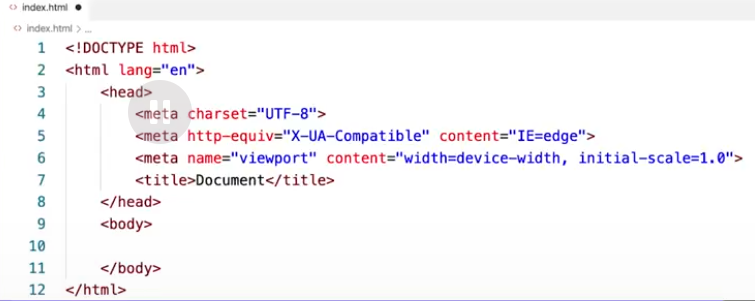 <> index.html ●
<> index.html > ...
1 <!DOCTYPE html>
2 <html lang="en">
3 <head>
4 <meta charset="UTF-8">
5 <meta http-equiv="X-UA-Compatible" content="IE=edge">
6 <meta name="viewport" content="width=device-width, initial-scale=1.0">
7 <title>Document</title>
8 </head>
9 <body>
10
11 </body>
12 </html>